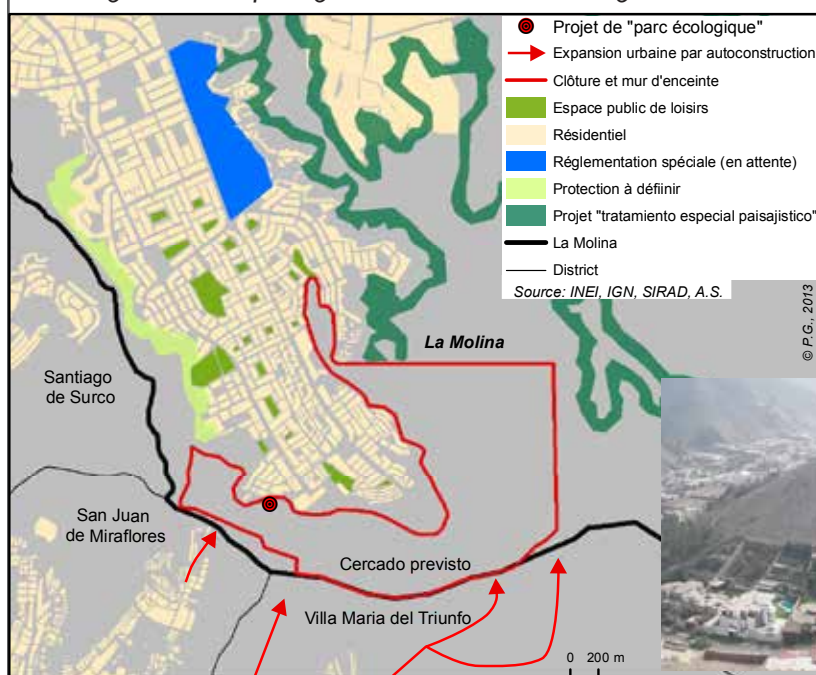 Projet de "parc écologique"
Expansion urbaine par autoconstruction
Clôture et mur d'enceinte
Espace public de loisirs
Résidentiel
Réglementation spéciale (en attente)
Protection à défiinir
Projet "tratamiento especial paisajistico"
La Molina
District
Source: INEI, IGN, SIRAD, A.S.
© P.G., 2013
La Molina
Santiago
de Surco
San Juan
de Miraflores
Cercado previsto
Villa Maria del Triunfo
0 200 m